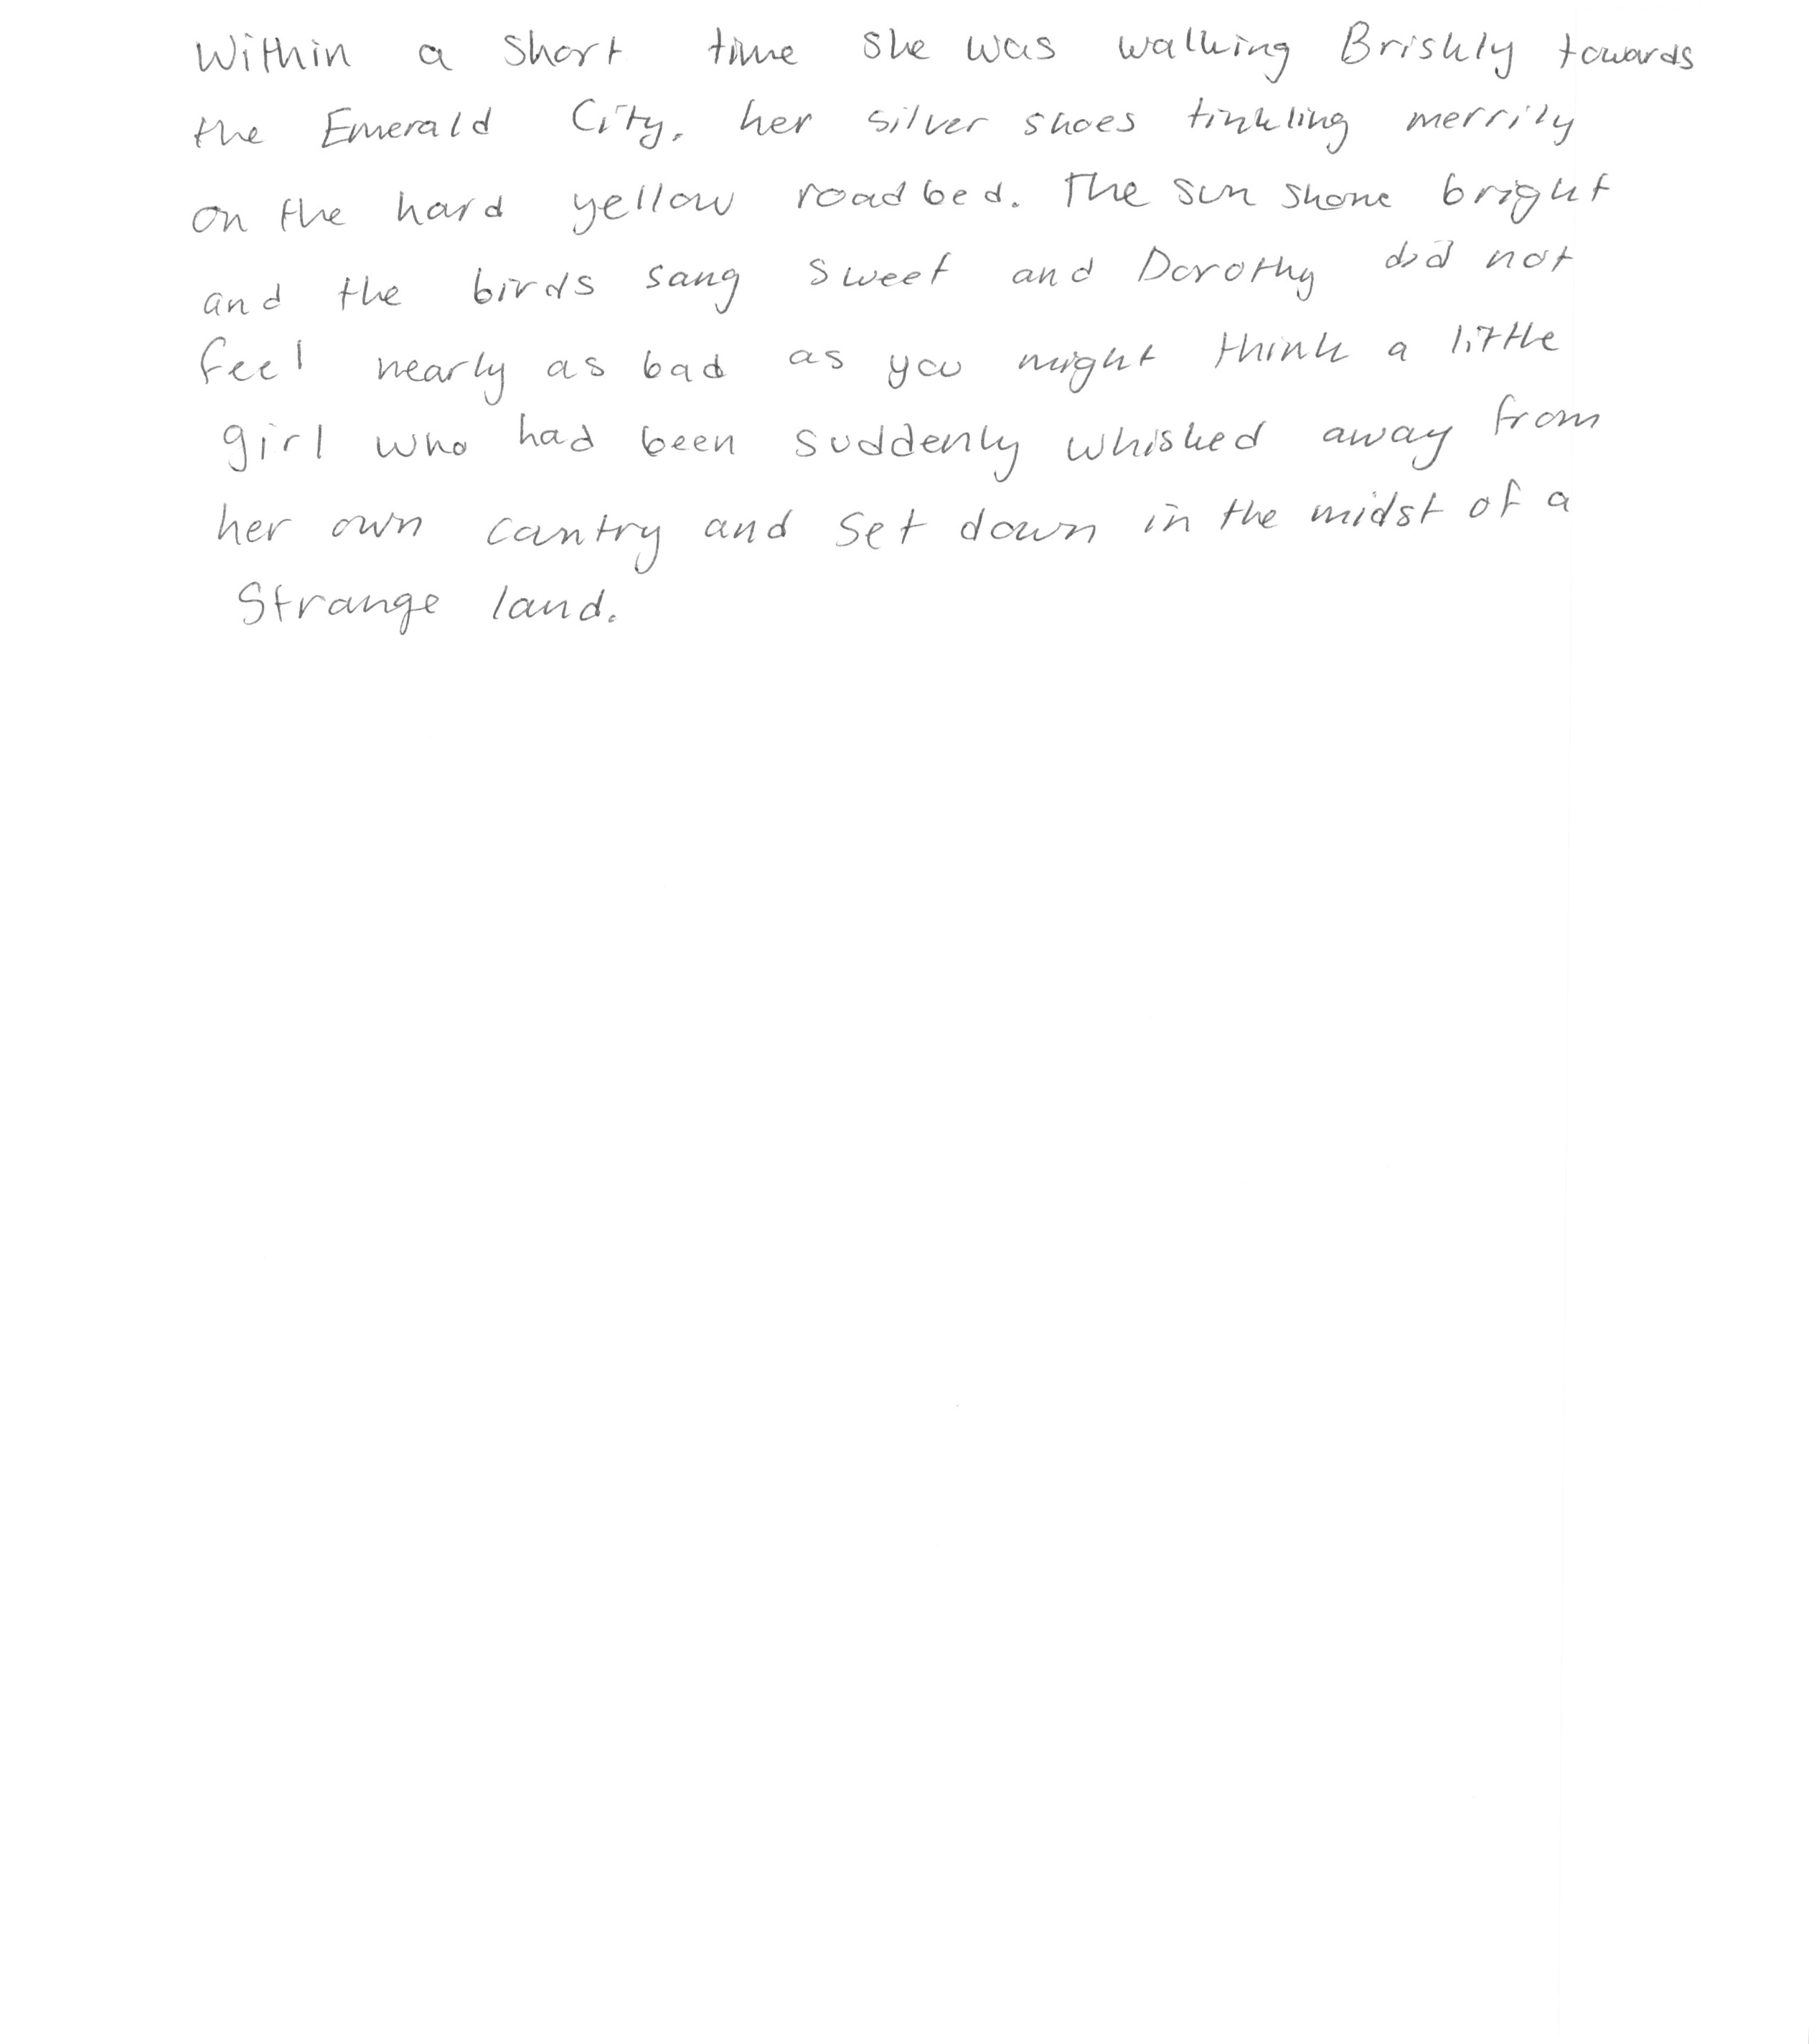 Within a short time she was walking Briskly towards
the Emerald City, her silver shoes tinkling merrily
on the hard yellow roadbed. The sun shone bright
and the birds sang sweet and Dorothy did not
feel nearly as bad as you might think a little
girl who had been suddenly whisked away from
her own country and set down in the midst of a
strange land.